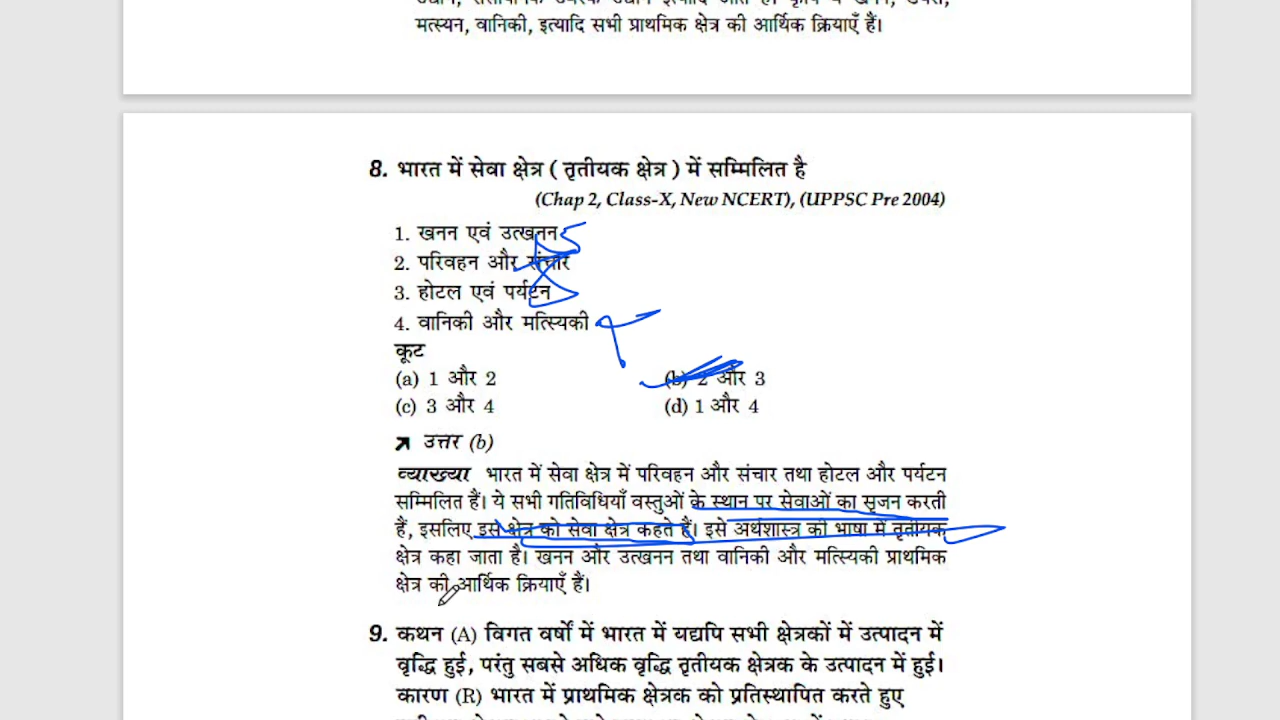 मत्स्यन, वानिकी, इत्यादि सभी प्राथमिक क्षेत्र की आर्थिक क्रियाएँ हैं।
8. भारत में सेवा क्षेत्र ( तृतीयक क्षेत्र ) में सम्मिलित है
(Chap 2, Class-X, New NCERT), (UPPSC Pre 2004)
1. खनन एवं उत्खनन
2. परिवहन और संचार
3. होटल एवं पर्यटन
4. वानिकी और मत्स्यिकी
कूट
(a) 1 और 2 (b) 2 और 3
(c) 3 और 4 (d) 1 और 4
उत्तर (b)
व्याख्या भारत में सेवा क्षेत्र में परिवहन और संचार तथा होटल और पर्यटन
सम्मिलित हैं। ये सभी गतिविधियाँ वस्तुओं के स्थान पर सेवाओं का सृजन करती
हैं, इसलिए इस क्षेत्र को सेवा क्षेत्र कहते हैं। इसे अर्थशास्त्र की भाषा में तृतीयक
क्षेत्र कहा जाता है। खनन और उत्खनन तथा वानिकी और मत्स्यिकी प्राथमिक
क्षेत्र की आर्थिक क्रियाएँ हैं।
9. कथन (A) विगत वर्षों में भारत में यद्यपि सभी क्षेत्रकों में उत्पादन में
वृद्धि हुई, परंतु सबसे अधिक वृद्धि तृतीयक क्षेत्रक के उत्पादन में हुई।
कारण (R) भारत में प्राथमिक क्षेत्रक को प्रतिस्थापित करते हुए